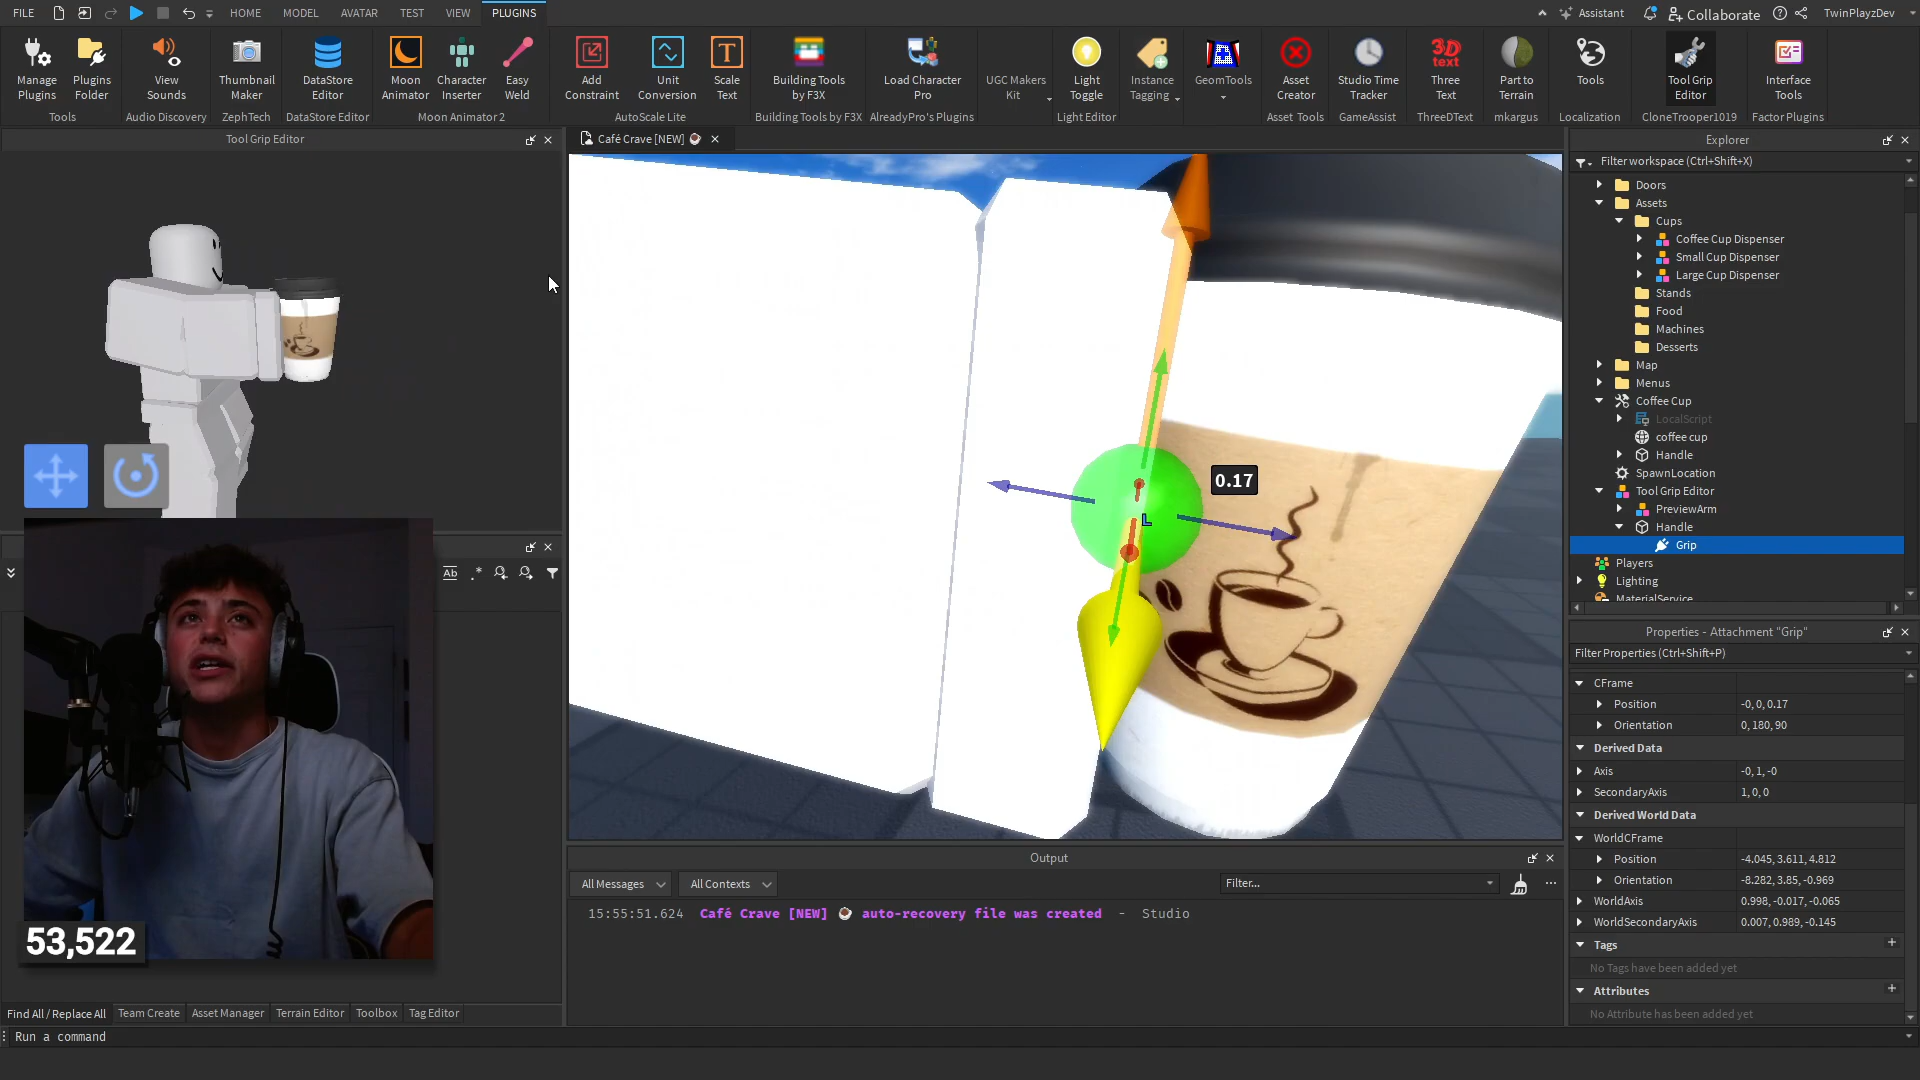 FILE HOME MODEL AVATAR TEST VIEW PLUGINS Assistant Collaborate TwinPlayzDev
Manage Plugins Plugins Folder View Sounds Thumbnail Maker DataStore Editor Moon Animator Character Inserter Easy Weld Add Constraint Unit Conversion Scale Text Building Tools by F3X Load Character Pro UGC Makers Kit Light Toggle Instance Tagging GeomTools Asset Creator Studio Time Tracker Three Text Part to Terrain Tools Tool Grip Editor Interface Tools
3D text
Tools Audio Discovery ZephTech DataStore Editor Moon Animator 2 AutoScale Lite Building Tools by F3X AlreadyPro's Plugins Light Editor Asset Tools GameAssist ThreeDText mkargus Localization CloneTrooper1019 Factor Plugins
Tool Grip Editor
Café Crave [NEW]
Explorer
Filter workspace (Ctrl+Shift+X)
Doors
Assets
Cups
Coffee Cup Dispenser
Small Cup Dispenser
Large Cup Dispenser
Stands
Food
Machines
Desserts
Map
Menus
Coffee Cup
LocalScript
coffee cup
Handle
SpawnLocation
Tool Grip Editor
PreviewArm
Handle
Grip
Players
Lighting
MaterialService
0.17
L
Properties - Attachment "Grip"
Filter Properties (Ctrl+Shift+P)
CFrame
Position -0, 0, 0.17
Orientation 0, 180, 90
Derived Data
Axis -0, 1, -0
SecondaryAxis 1, 0, 0
Derived World Data
WorldCFrame
Position -4.045, 3.611, 4.812
Orientation -8.282, 3.85, -0.969
WorldAxis 0.998, -0.017, -0.065
WorldSecondaryAxis 0.007, 0.989, -0.145
Tags
No Tags have been added yet
Attributes
No Attribute has been added yet
Ab .*
53,522
Output
All Messages All Contexts Filter...
15:55:51.624 Café Crave [NEW] auto-recovery file was created - Studio
Find All / Replace All Team Create Asset Manager Terrain Editor Toolbox Tag Editor
Run a command